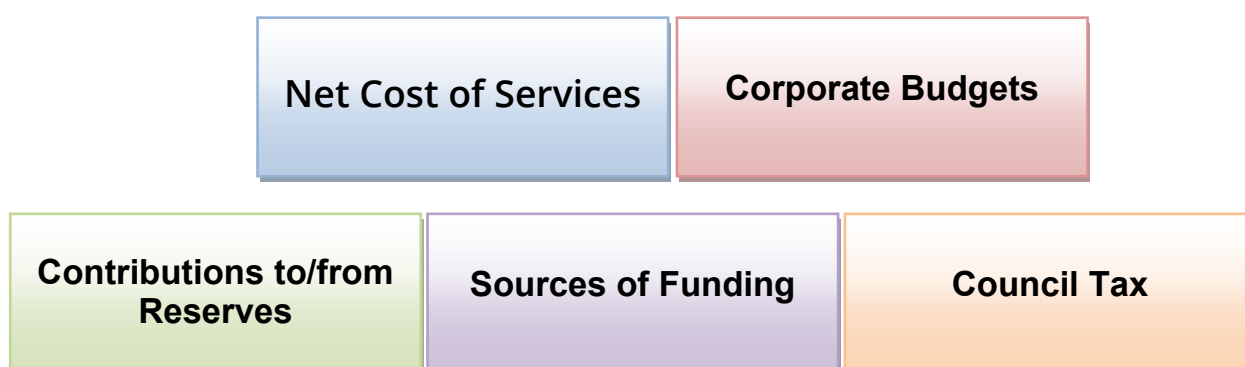 Net Cost of Services
Corporate Budgets
Contributions to/from
Reserves
Sources of Funding
Council Tax